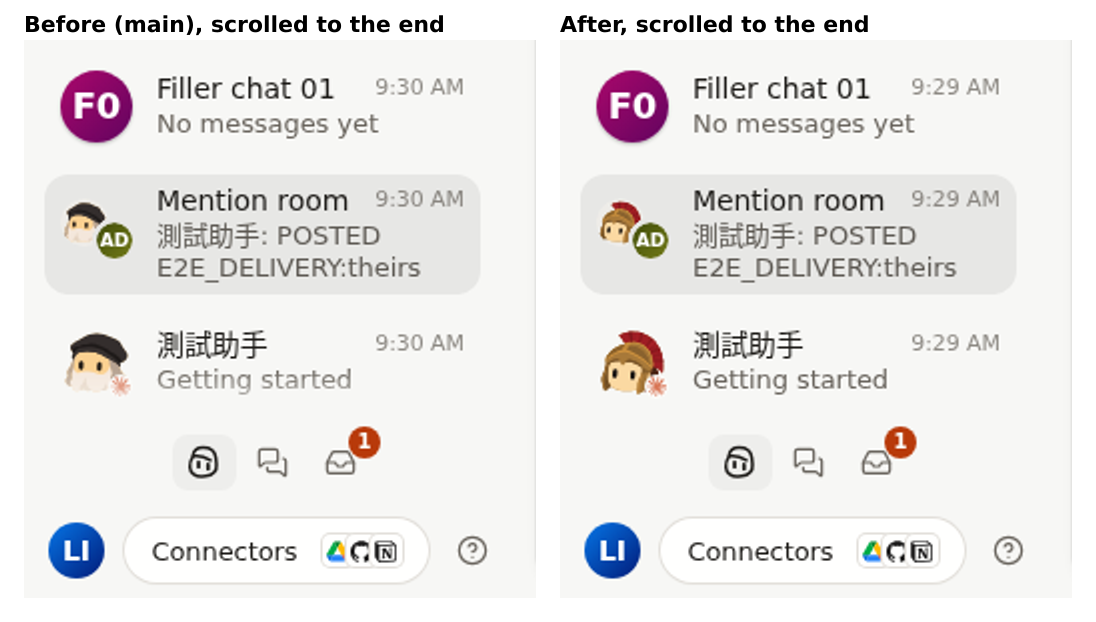 Before (main), scrolled to the end
F0
Filler chat 01
9:30 AM
No messages yet
Mention room
9:30 AM
AD
測試助手: POSTED
E2E_DELIVERY:theirs
測試助手
9:30 AM
Getting started
1
LI
Connectors
After, scrolled to the end
F0
Filler chat 01
9:29 AM
No messages yet
Mention room
9:29 AM
AD
測試助手: POSTED
E2E_DELIVERY:theirs
測試助手
9:29 AM
Getting started
1
LI
Connectors